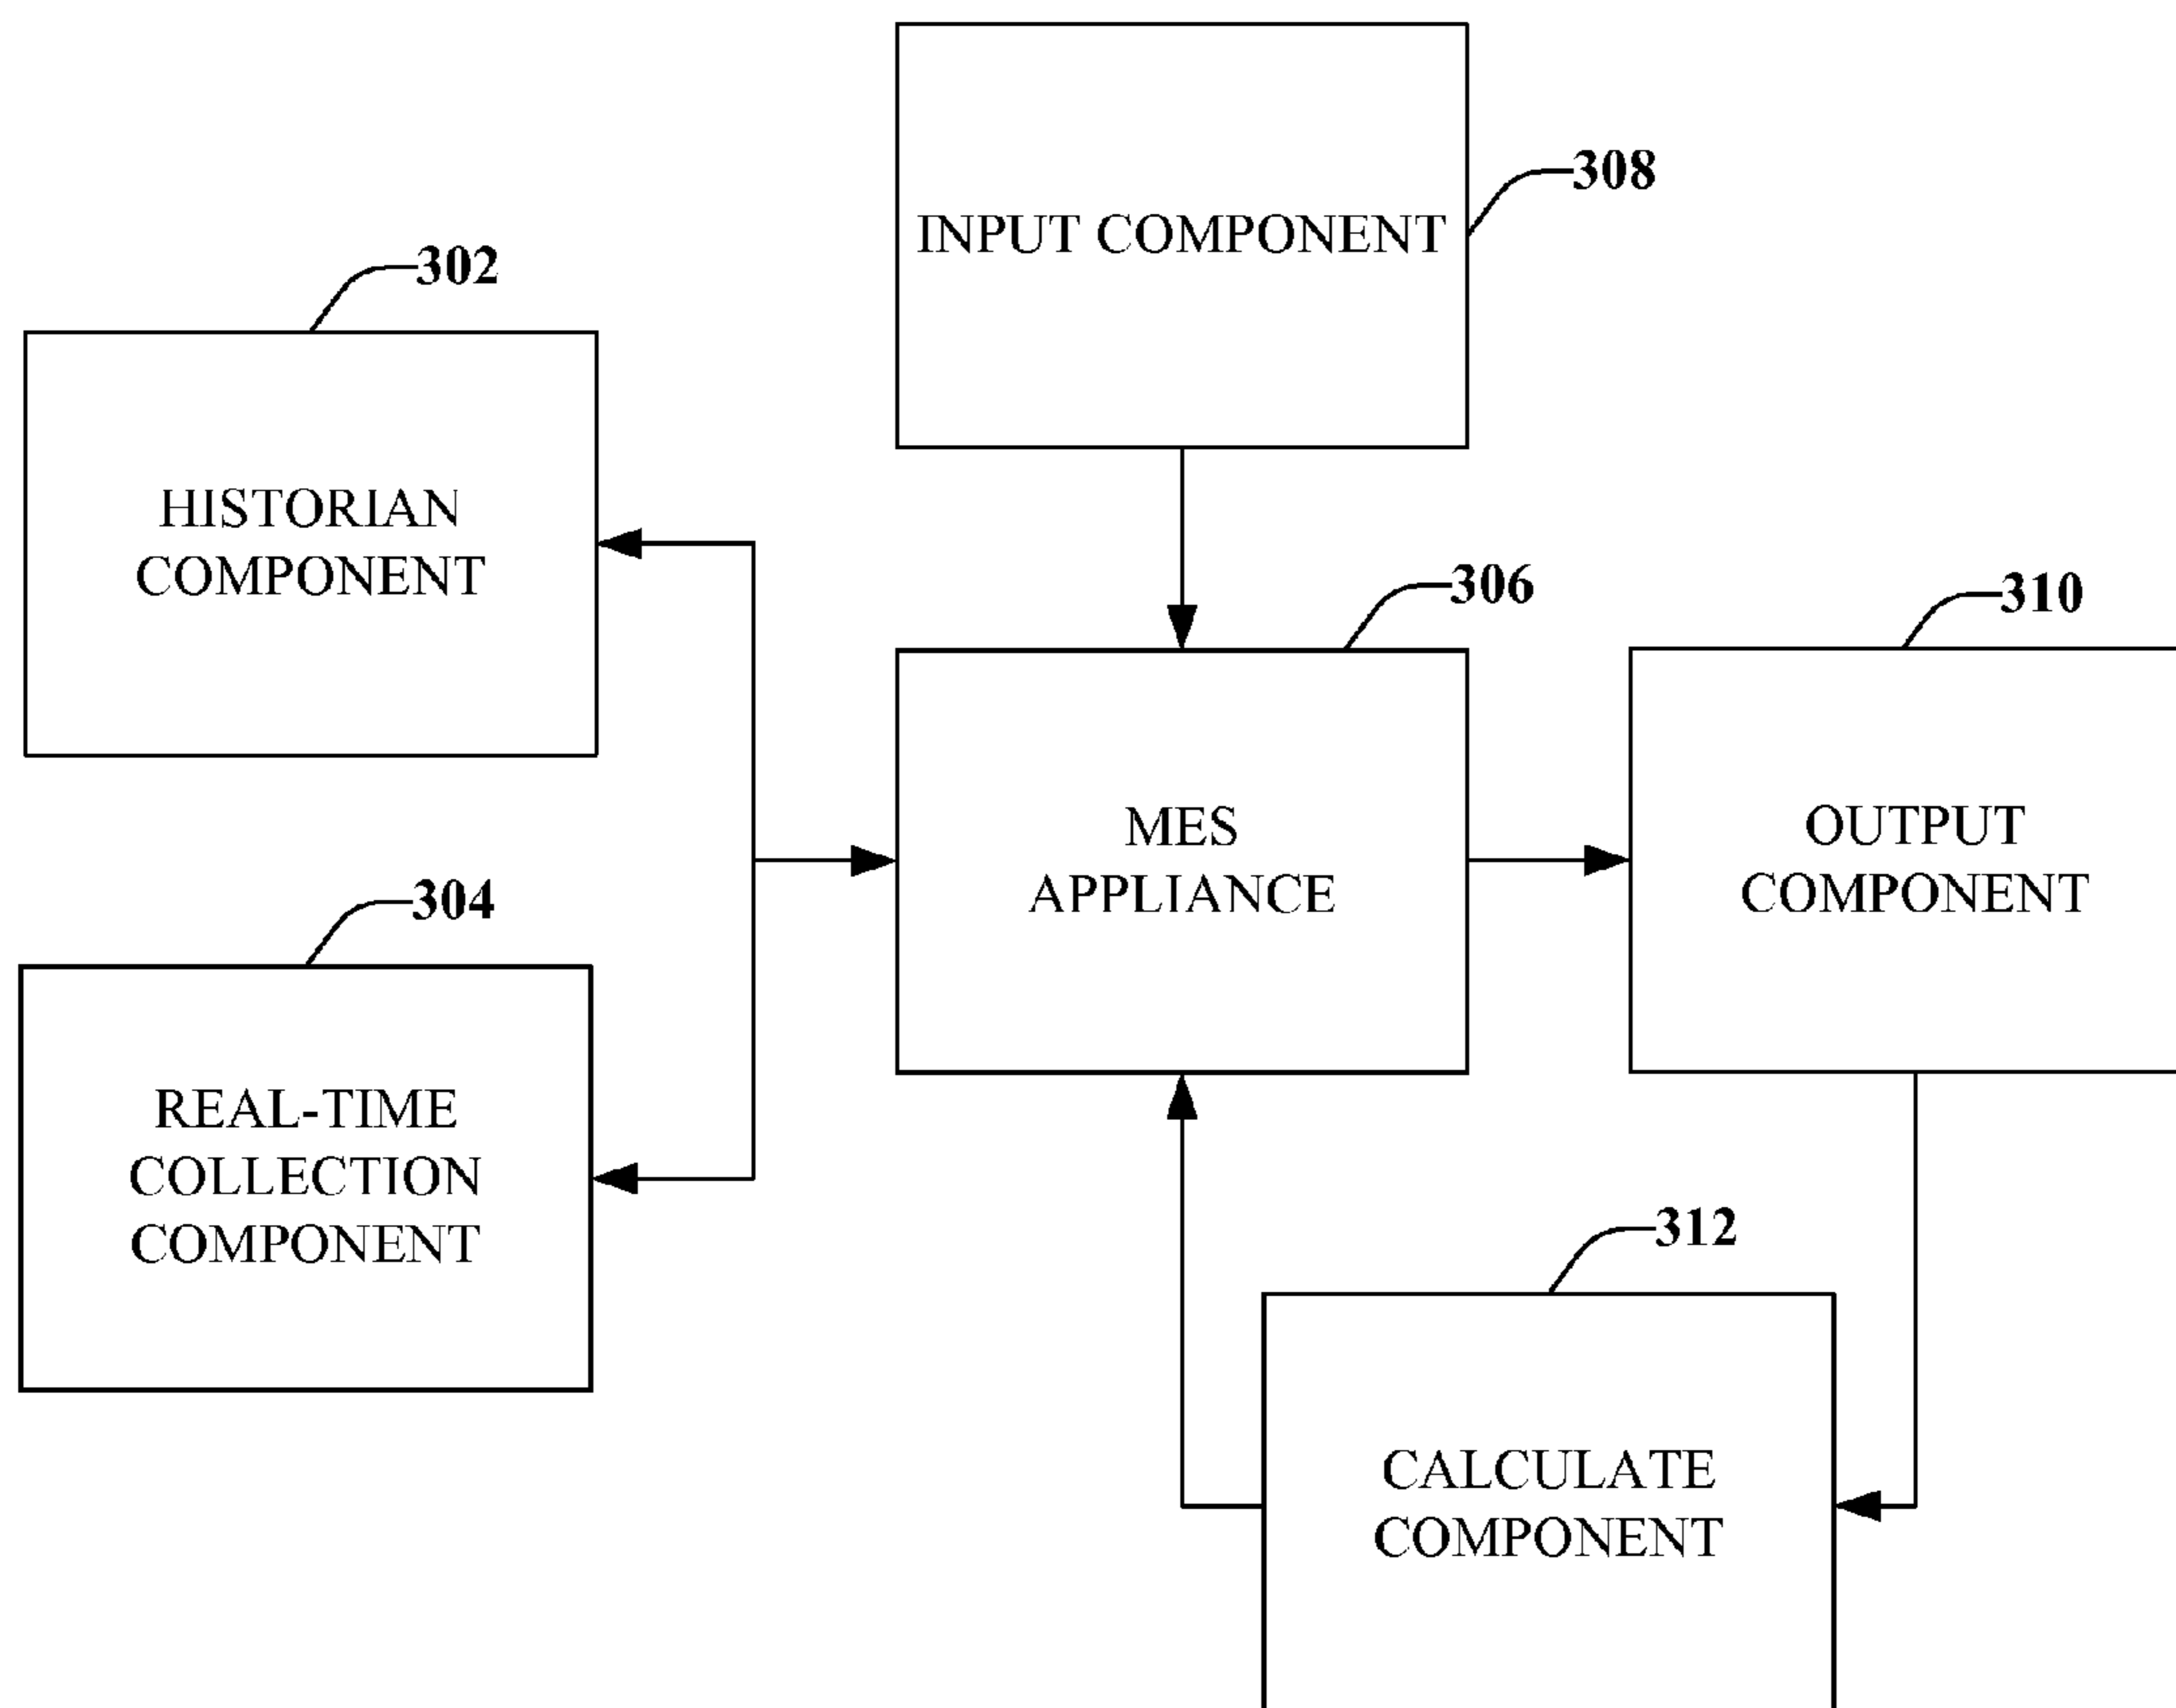 308
INPUT COMPONENT
302
HISTORIAN
COMPONENT
306
MES
APPLIANCE
310
OUTPUT
COMPONENT
304
REAL-TIME
COLLECTION
COMPONENT
312
CALCULATE
COMPONENT